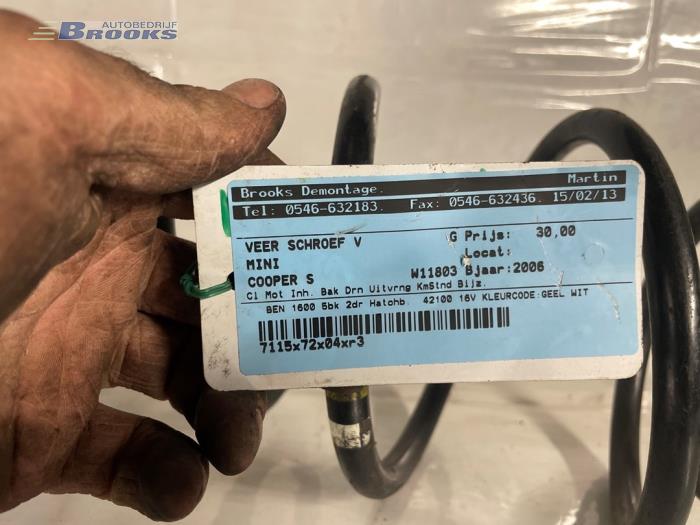 AUTOBEDRIJF
BROOKS
Brooks Demontage. Martin
Tel: 0546-632183. Fax: 0546-632436. 15/02/13
VEER SCHROEF V G Prijs: 30,00
MINI Locat:
COOPER S W11803 Bjaar:2006
Cl Mot Inh. Bak Drn Uitvrng KmStnd Bijz.
BEN 1600 5bk 2dr Hatchb. 42100 16V KLEURCODE:GEEL WIT
7115x72x04xr3